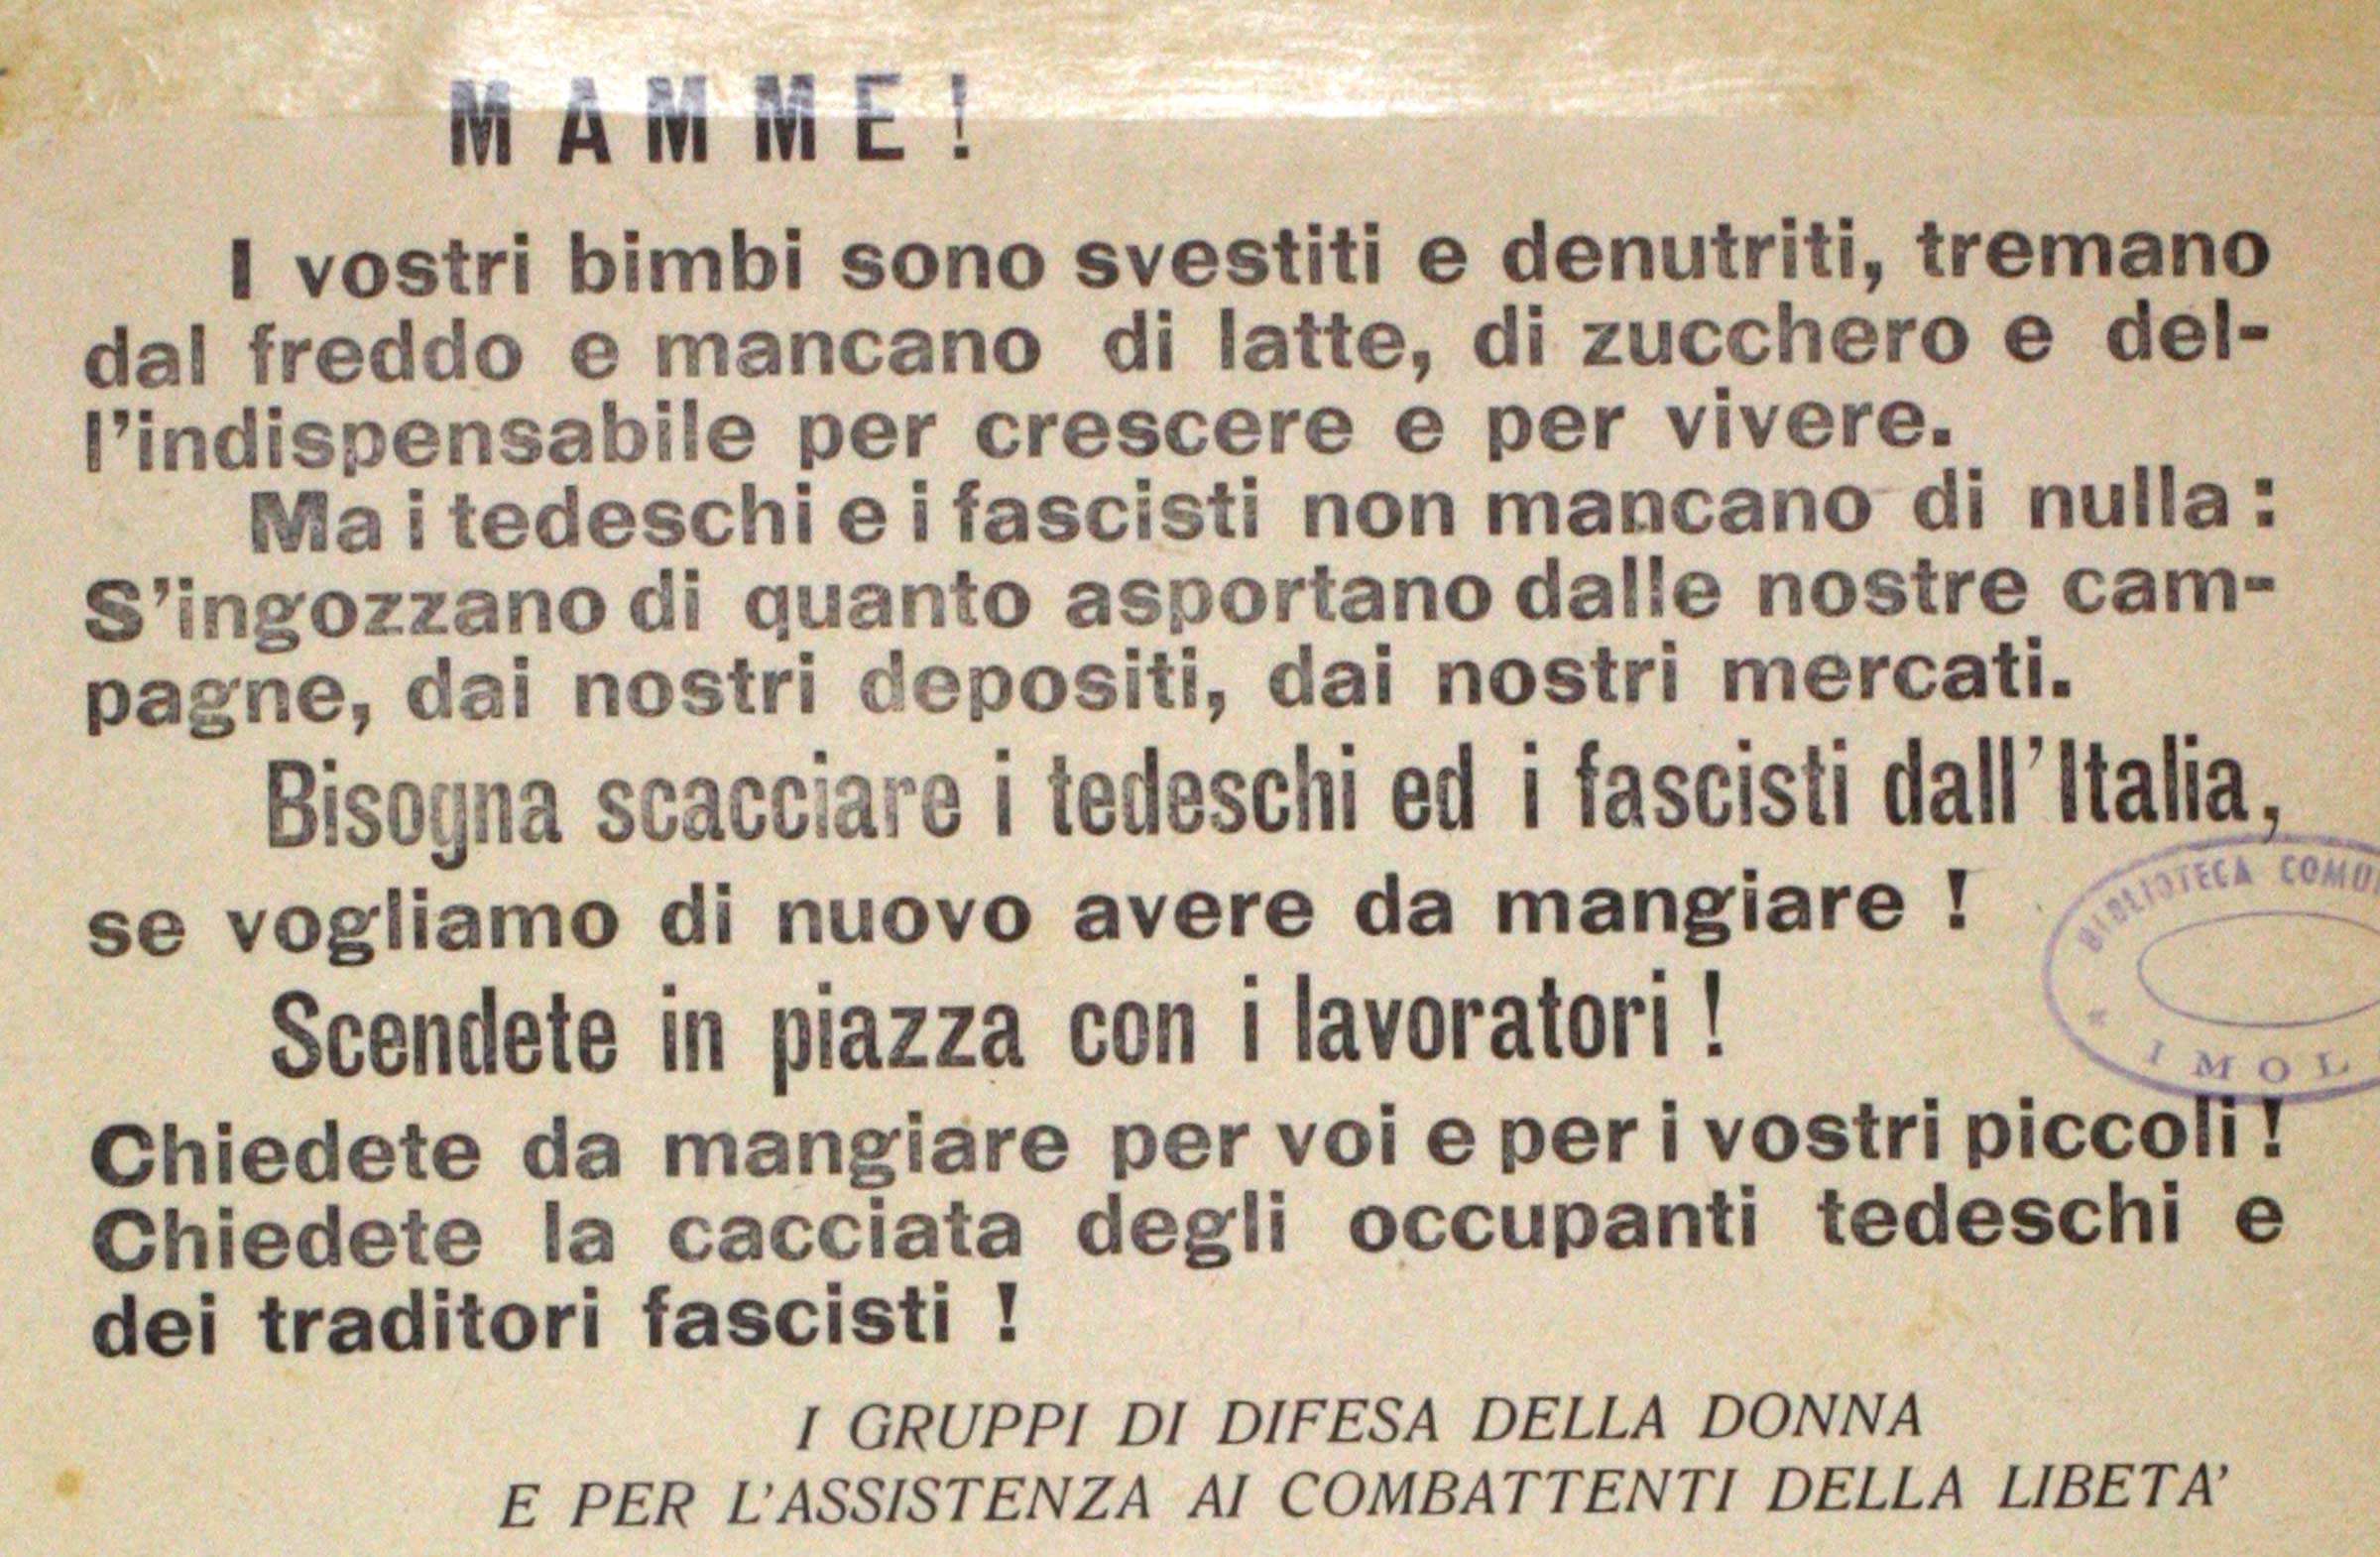 MAMME!
I vostri bimbi sono svestiti e denutriti, tremano
dal freddo e mancano di latte, di zucchero e del-
l'indispensabile per crescere e per vivere.
Ma i tedeschi e i fascisti non mancano di nulla:
S'ingozzano di quanto asportano dalle nostre cam-
pagne, dai nostri depositi, dai nostri mercati.
Bisogna scacciare i tedeschi ed i fascisti dall'Italia,
se vogliamo di nuovo avere da mangiare !
Scendete in piazza con i lavoratori !
Chiedete da mangiare per voi e per i vostri piccoli !
Chiedete la cacciata degli occupanti tedeschi e
dei traditori fascisti !
I GRUPPI DI DIFESA DELLA DONNA
E PER L'ASSISTENZA AI COMBATTENTI DELLA LIBETA'
BIBLIOTECA COMU
IMOL